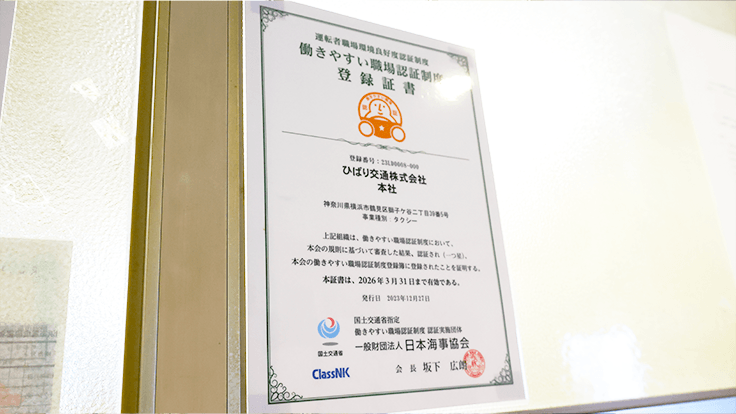 運転者職場環境良好度認証制度
働きやすい職場認証制度
登録証書
登録番号：23LB0608-000
ひばり交通株式会社
本社
神奈川県横浜市鶴見区獅子ケ谷二丁目29番5号
事業種別：タクシー
上記組織は、働きやすい職場認証制度において、
本会の規則に基づいて審査した結果、認証され（一つ星）、
本会の働きやすい職場認証制度登録簿に登録されたことを証明する。
本証書は、2026年3月31日まで有効である。
発行日 2023年12月27日
国土交通省指定
働きやすい職場認証制度 認証実施団体
一般財団法人 日本海事協会
国土交通省
ClassNK
会長 坂下 広朗